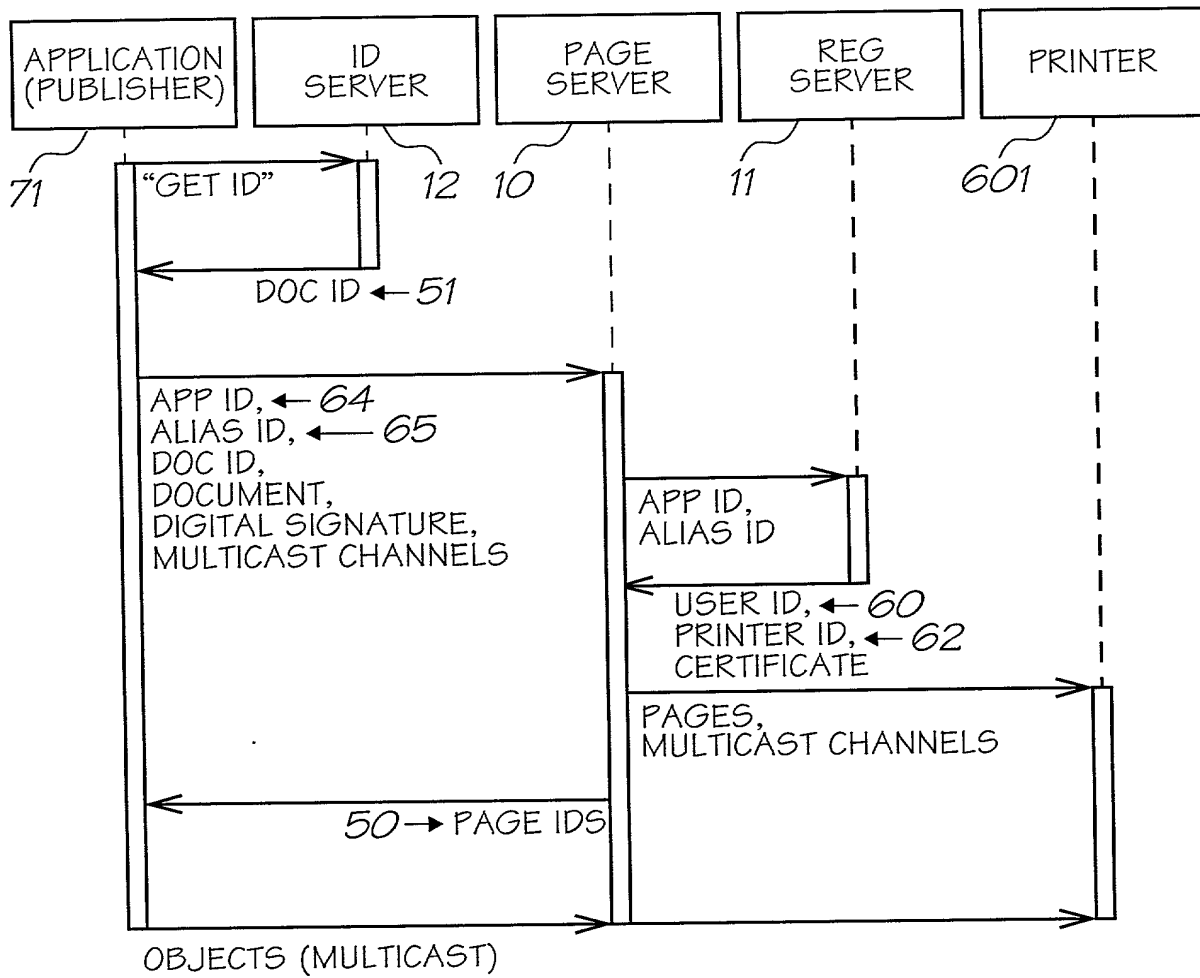 APPLICATION
(PUBLISHER)
ID
SERVER
PAGE
SERVER
REG
SERVER
PRINTER
71
12
10
11
601
“GET ID”
DOC ID 51
APP ID, 64
ALIAS ID, 65
DOC ID,
DOCUMENT,
DIGITAL SIGNATURE,
MULTICAST CHANNELS
APP ID,
ALIAS ID
USER ID, 60
PRINTER ID, 62
CERTIFICATE
PAGES,
MULTICAST CHANNELS
50 PAGE IDS
OBJECTS (MULTICAST)